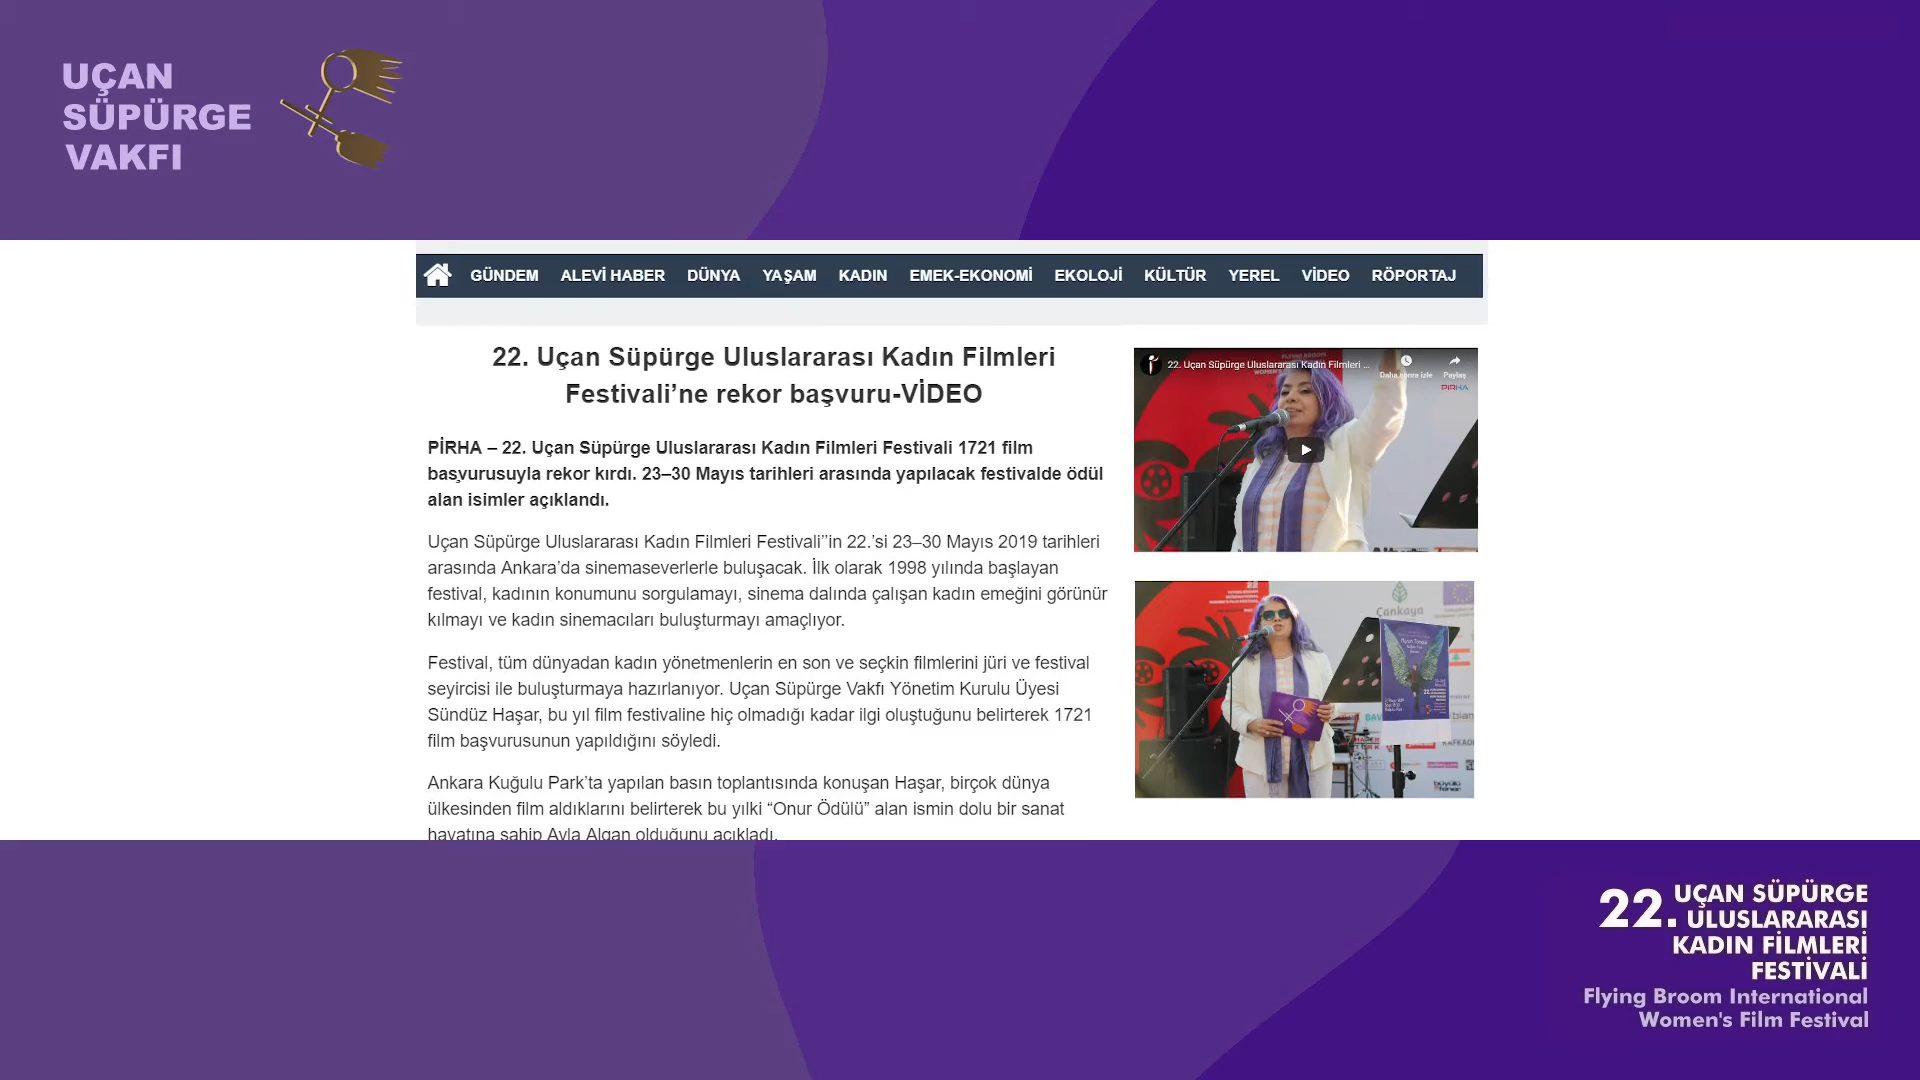 UÇAN
SÜPÜRGE
VAKFI
GÜNDEM ALEVİ HABER DÜNYA YAŞAM KADIN EMEK-EKONOMİ EKOLOJİ KÜLTÜR YEREL VİDEO RÖPORTAJ
22. Uçan Süpürge Uluslararası Kadın Filmleri
Festivali’ne rekor başvuru-VİDEO
PİRHA – 22. Uçan Süpürge Uluslararası Kadın Filmleri Festivali 1721 film
başvurusuyla rekor kırdı. 23–30 Mayıs tarihleri arasında yapılacak festivalde ödül
alan isimler açıklandı.
Uçan Süpürge Uluslararası Kadın Filmleri Festivali’’in 22.’si 23–30 Mayıs 2019 tarihleri
arasında Ankara’da sinemaseverlerle buluşacak. İlk olarak 1998 yılında başlayan
festival, kadının konumunu sorgulamayı, sinema dalında çalışan kadın emeğini görünür
kılmayı ve kadın sinemacıları buluşturmayı amaçlıyor.
Festival, tüm dünyadan kadın yönetmenlerin en son ve seçkin filmlerini jüri ve festival
seyircisi ile buluşturmaya hazırlanıyor. Uçan Süpürge Vakfı Yönetim Kurulu Üyesi
Sündüz Haşar, bu yıl film festivaline hiç olmadığı kadar ilgi oluştuğunu belirterek 1721
film başvurusunun yapıldığını söyledi.
Ankara Kuğulu Park’ta yapılan basın toplantısında konuşan Haşar, birçok dünya
ülkesinden film aldıklarını belirterek bu yılki “Onur Ödülü” alan ismin dolu bir sanat
hayatına sahip Ayla Algan olduğunu açıkladı.
22. Uçan Süpürge Uluslararası Kadın Filmleri ...
Daha sonra izle
Paylaş
PİRHA
Çankaya
22. UÇAN SÜPÜRGE
ULUSLARARASI
KADIN FİLMLERİ
FESTİVALİ
Flying Broom International
Women's Film Festival